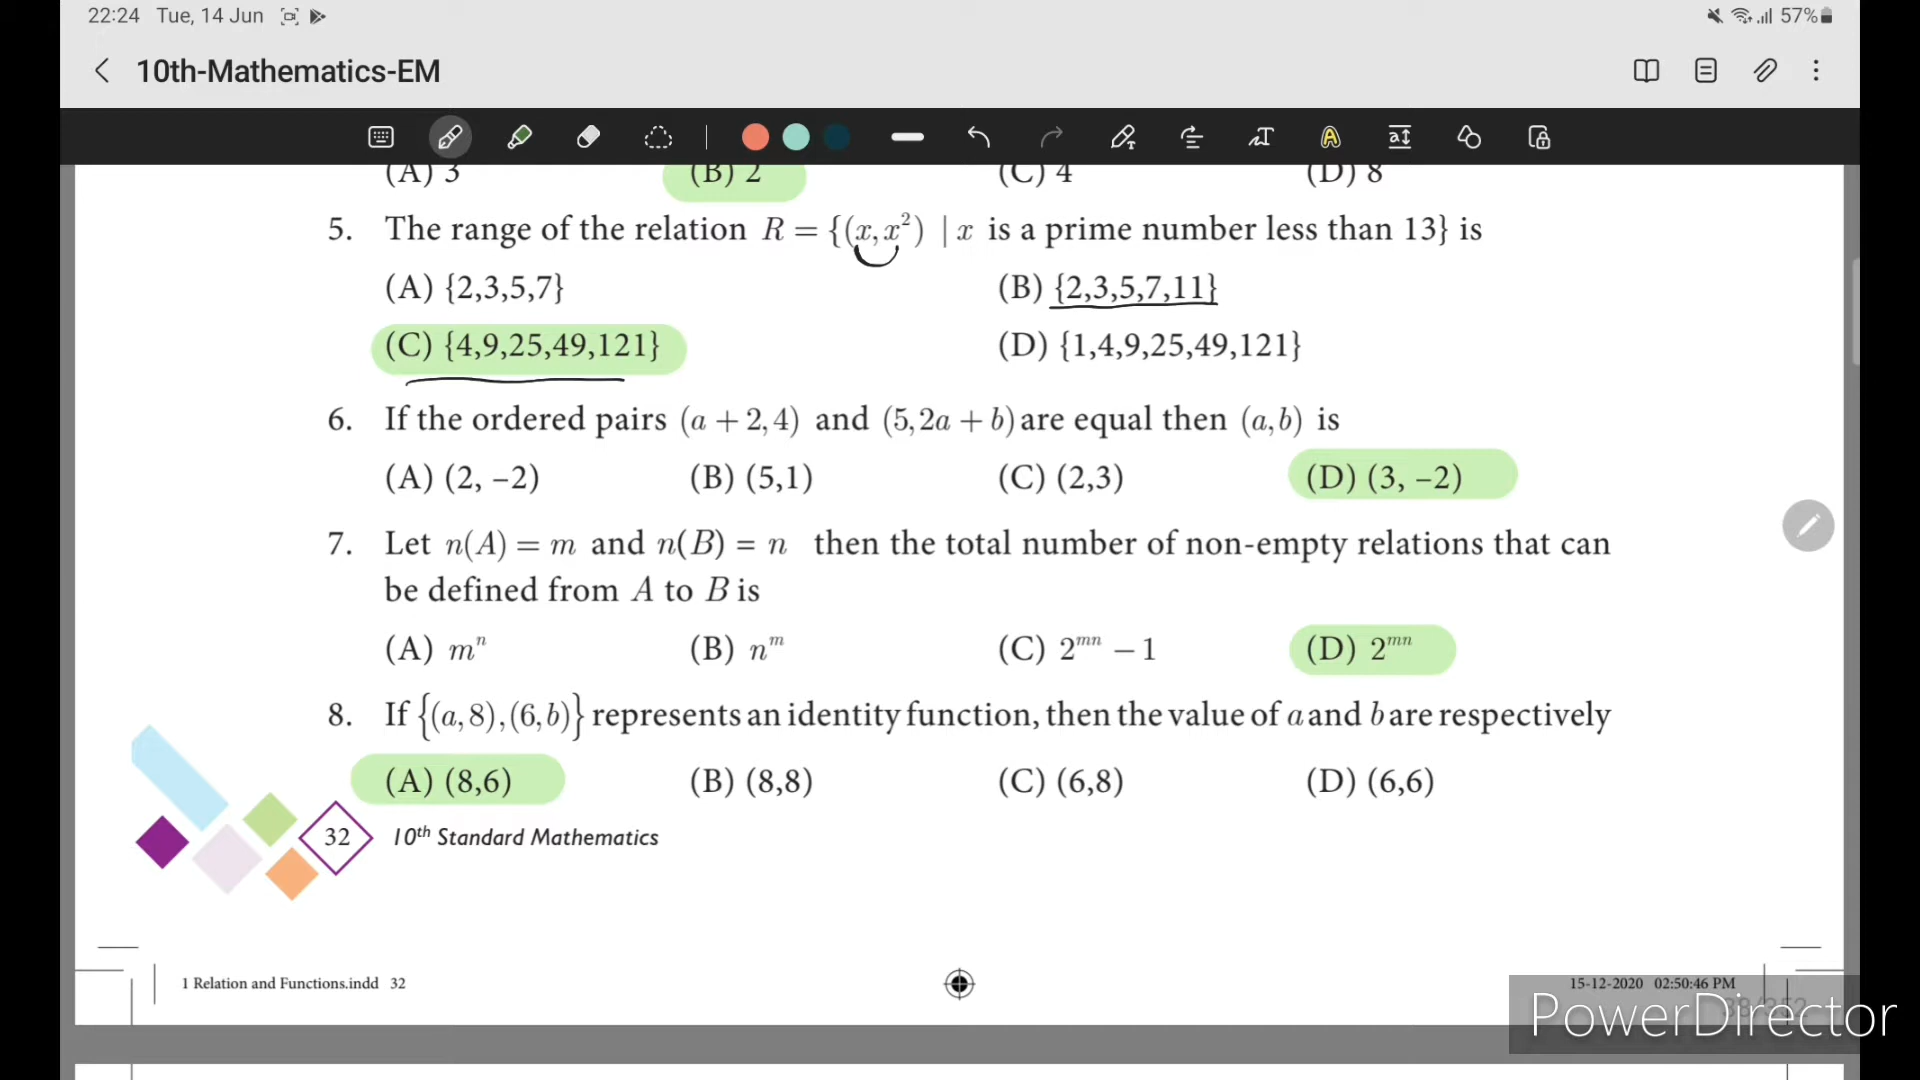 22:24 Tue, 14 Jun
57%
10th-Mathematics-EM
(A) 3 (B) 2 (C) 4 (D) 8
5. The range of the relation R = {(x, x²) | x is a prime number less than 13} is
(A) {2,3,5,7} (B) {2,3,5,7,11}
(C) {4,9,25,49,121} (D) {1,4,9,25,49,121}
6. If the ordered pairs (a + 2, 4) and (5, 2a + b) are equal then (a, b) is
(A) (2, –2) (B) (5,1) (C) (2,3) (D) (3, –2)
7. Let n(A) = m and n(B) = n then the total number of non-empty relations that can
be defined from A to B is
(A) mⁿ (B) nᵐ (C) 2ᵐⁿ – 1 (D) 2ᵐⁿ
8. If {(a, 8), (6, b)} represents an identity function, then the value of a and b are respectively
(A) (8,6) (B) (8,8) (C) (6,8) (D) (6,6)
32 10th Standard Mathematics
1 Relation and Functions.indd 32
15-12-2020 02:50:46 PM
PowerDirector